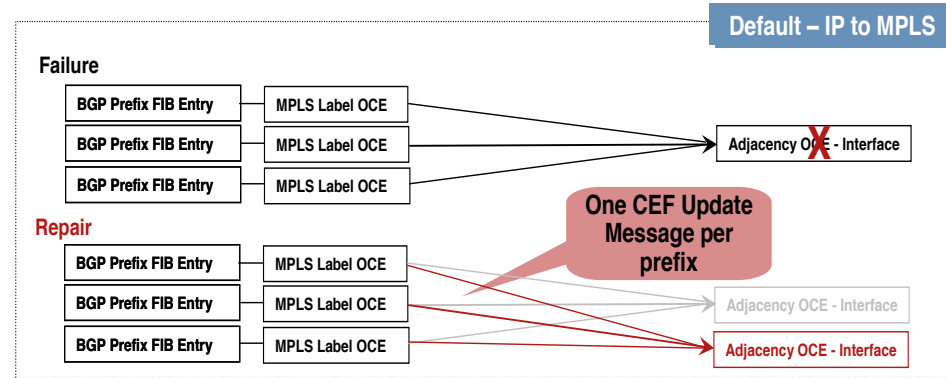 Default – IP to MPLS
Failure
BGP Prefix FIB Entry
MPLS Label OCE
BGP Prefix FIB Entry
MPLS Label OCE
Adjacency OCE - Interface
X
BGP Prefix FIB Entry
MPLS Label OCE
Repair
One CEF Update
Message per
prefix
BGP Prefix FIB Entry
MPLS Label OCE
BGP Prefix FIB Entry
MPLS Label OCE
Adjacency OCE - Interface
BGP Prefix FIB Entry
MPLS Label OCE
Adjacency OCE - Interface